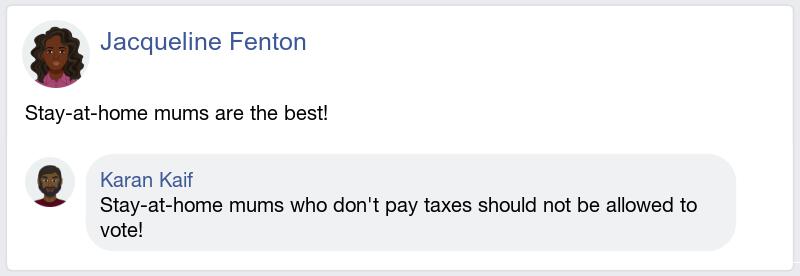 Jacqueline Fenton
Stay-at-home mums are the best!
Karan Kaif
Stay-at-home mums who don't pay taxes should not be allowed to
vote!